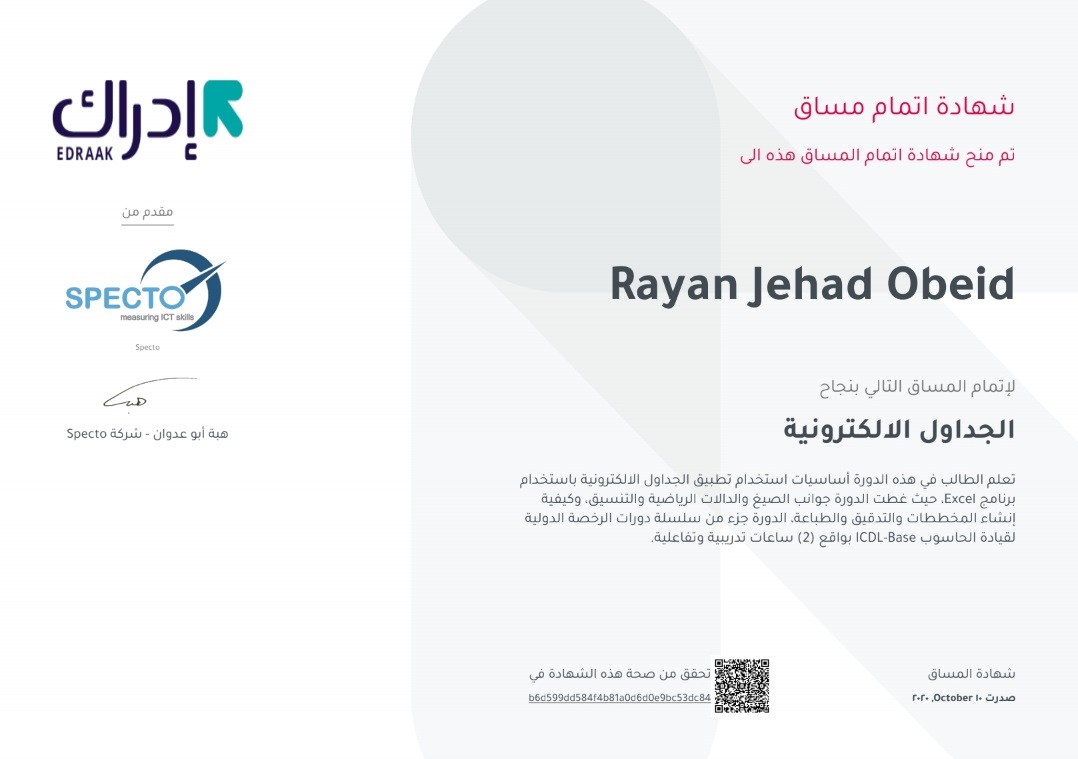 إدراك
EDRAAK
شهادة اتمام مساق
تم منح شهادة اتمام المساق هذه الى
مقدم من
SPECTO
measuring ICT skills
Specto
Rayan Jehad Obeid
هبة أبو عدوان - شركة Specto
لإتمام المساق التالي بنجاح
الجداول الالكترونية
تعلم الطالب في هذه الدورة أساسيات استخدام تطبيق الجداول الالكترونية باستخدام
برنامج Excel، حيث غطت الدورة جوانب الصيغ والدالات الرياضية والتنسيق، وكيفية
إنشاء المخططات والتدقيق والطباعة، الدورة جزء من سلسلة دورات الرخصة الدولية
لقيادة الحاسوب ICDL-Base بواقع (2) ساعات تدريبية وتفاعلية.
شهادة المساق
صدرت ١٠ October, ٢٠٢٠
تحقق من صحة هذه الشهادة في
b6d599dd584f4b81a0d6d0e9bc53dc84